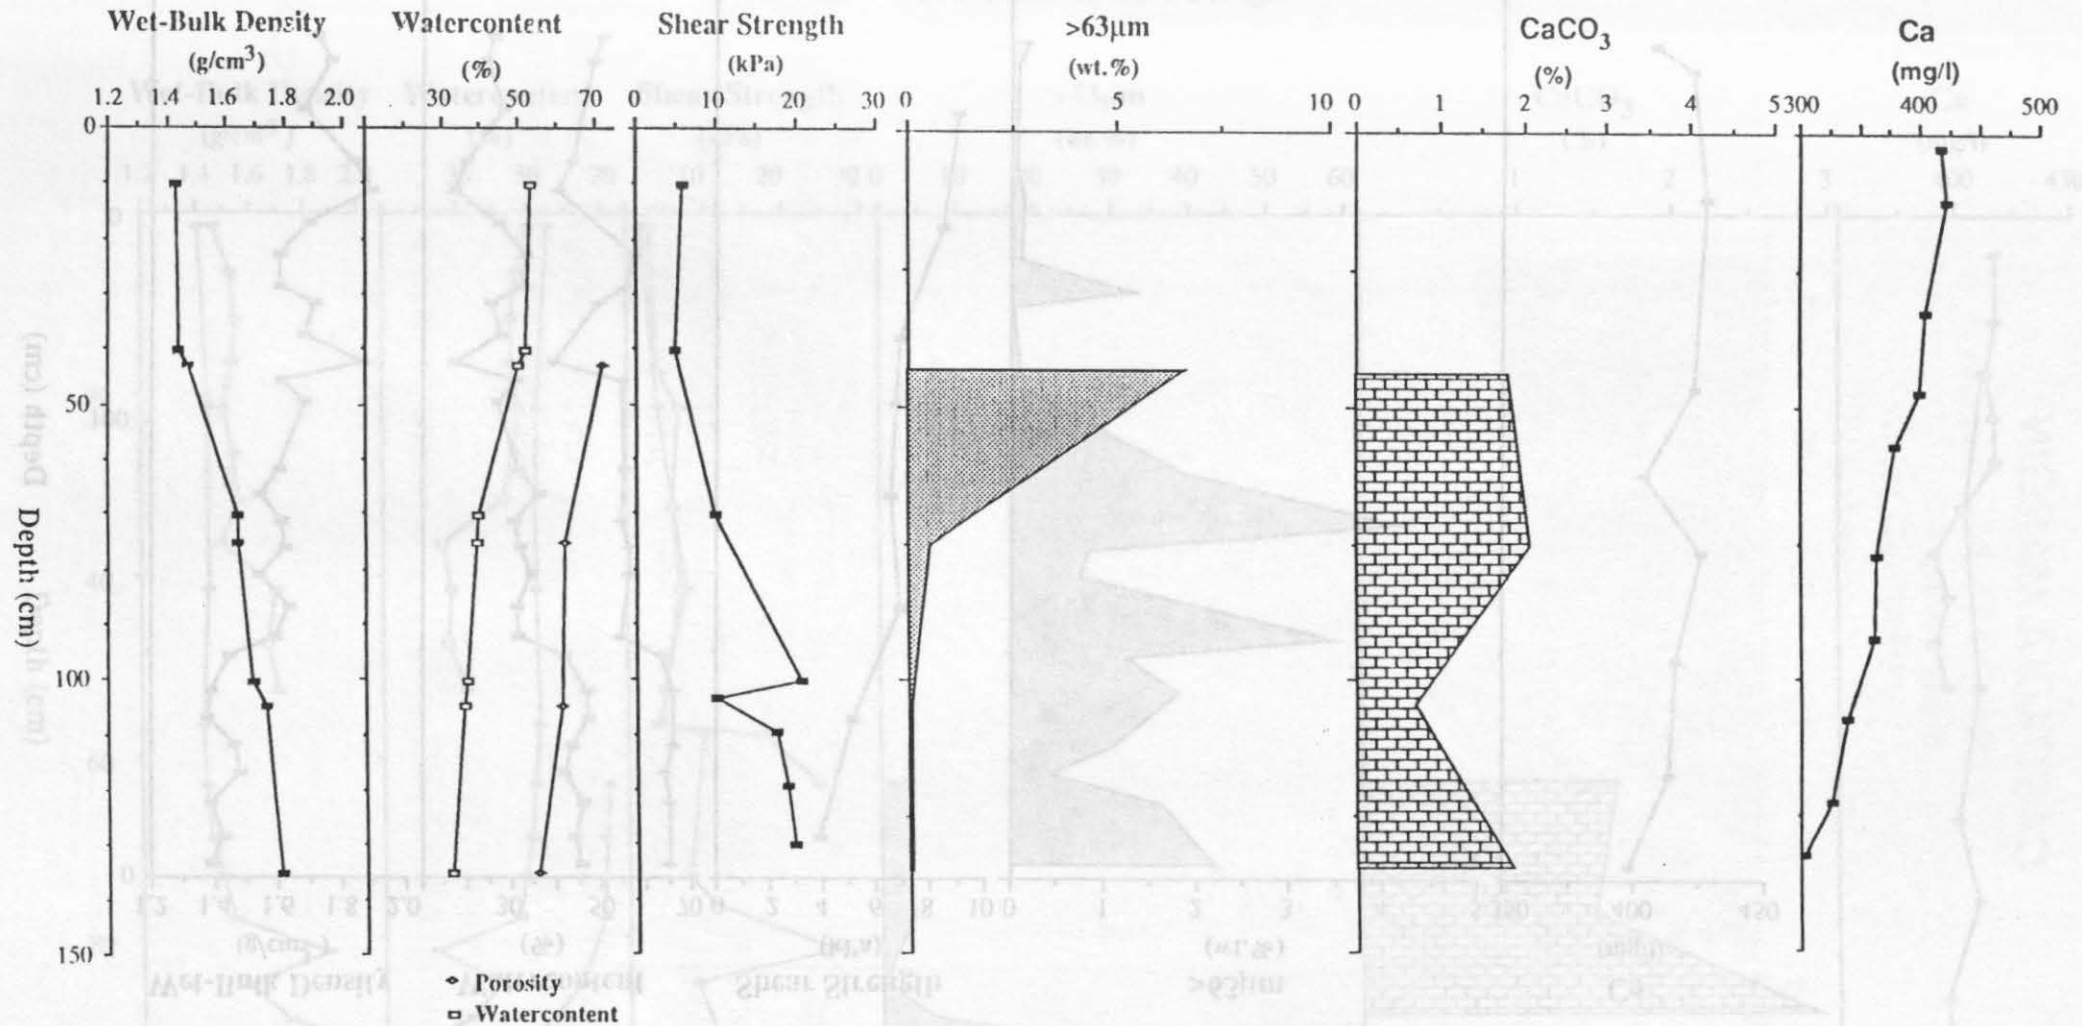 Wet-Bulk Density Watercontent Shear Strength >63µm CaCO3 Ca
(g/cm³) (%) (kPa) (wt.%) (%) (mg/l)
1.2 1.4 1.6 1.8 2.0 30 50 70 0 10 20 30 0 5 10 0 1 2 3 4 5 300 400 500
0
50
100
150
Depth (cm)
Porosity
Watercontent